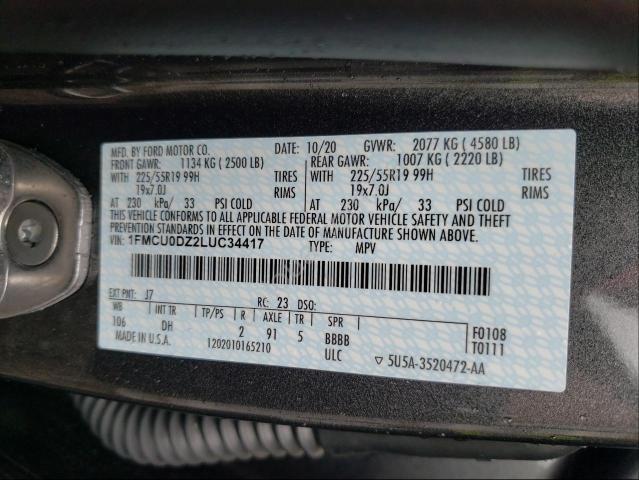 MFD. BY FORD MOTOR CO. DATE: 10/20 GVWR: 2077 KG ( 4580 LB)
FRONT GAWR: 1134 KG ( 2500 LB) REAR GAWR: 1007 KG ( 2220 LB)
WITH 225/55R19 99H TIRES WITH 225/55R19 99H TIRES
19x7.0J RIMS 19x7.0J RIMS
AT 230 kPa/ 33 PSI COLD AT 230 kPa/ 33 PSI COLD
THIS VEHICLE CONFORMS TO ALL APPLICABLE FEDERAL MOTOR VEHICLE SAFETY AND THEFT
PREVENTION STANDARDS IN EFFECT ON THE DATE OF MANUFACTURE SHOWN ABOVE.
VIN: 1FMCU0DZ2LUC34417 TYPE: MPV
EXT PNT: J7 RC: 23 DSO:
WB INT TR TP/PS R AXLE TR SPR
106 DH 2 91 5 BBBB F0108
MADE IN U.S.A. 1202010165210 ULC ▽ 5U5A-3520472-AA T0111